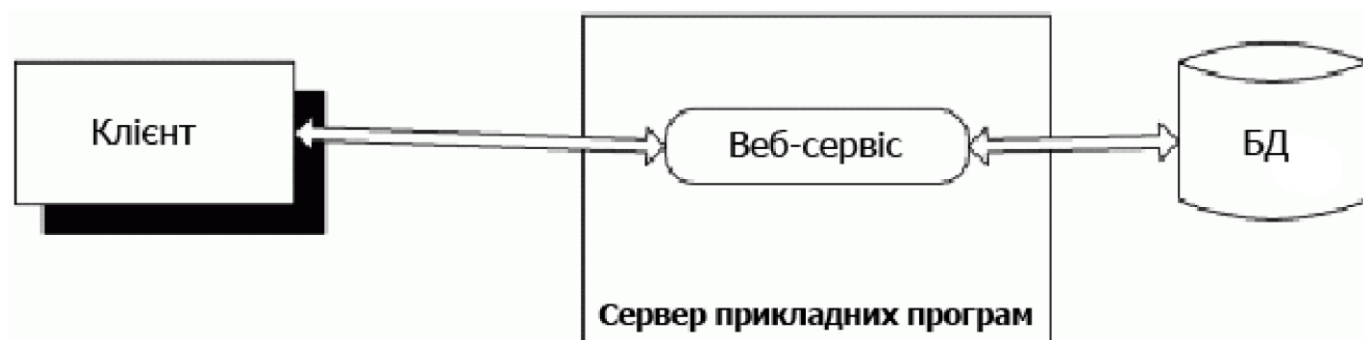 Клієнт
Веб-сервіс
БД
Сервер прикладних програм